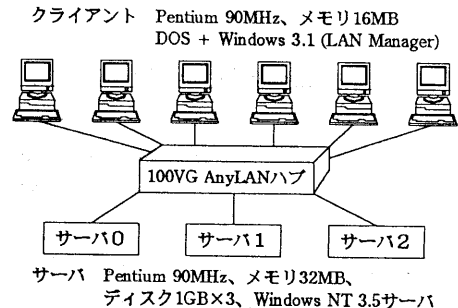 クライアント Pentium 90MHz、メモリ16MB
DOS + Windows 3.1 (LAN Manager)
100VG AnyLANハブ
サーバ0 サーバ1 サーバ2
サーバ Pentium 90MHz、メモリ32MB、
ディスク1GB×3、Windows NT 3.5サーバ